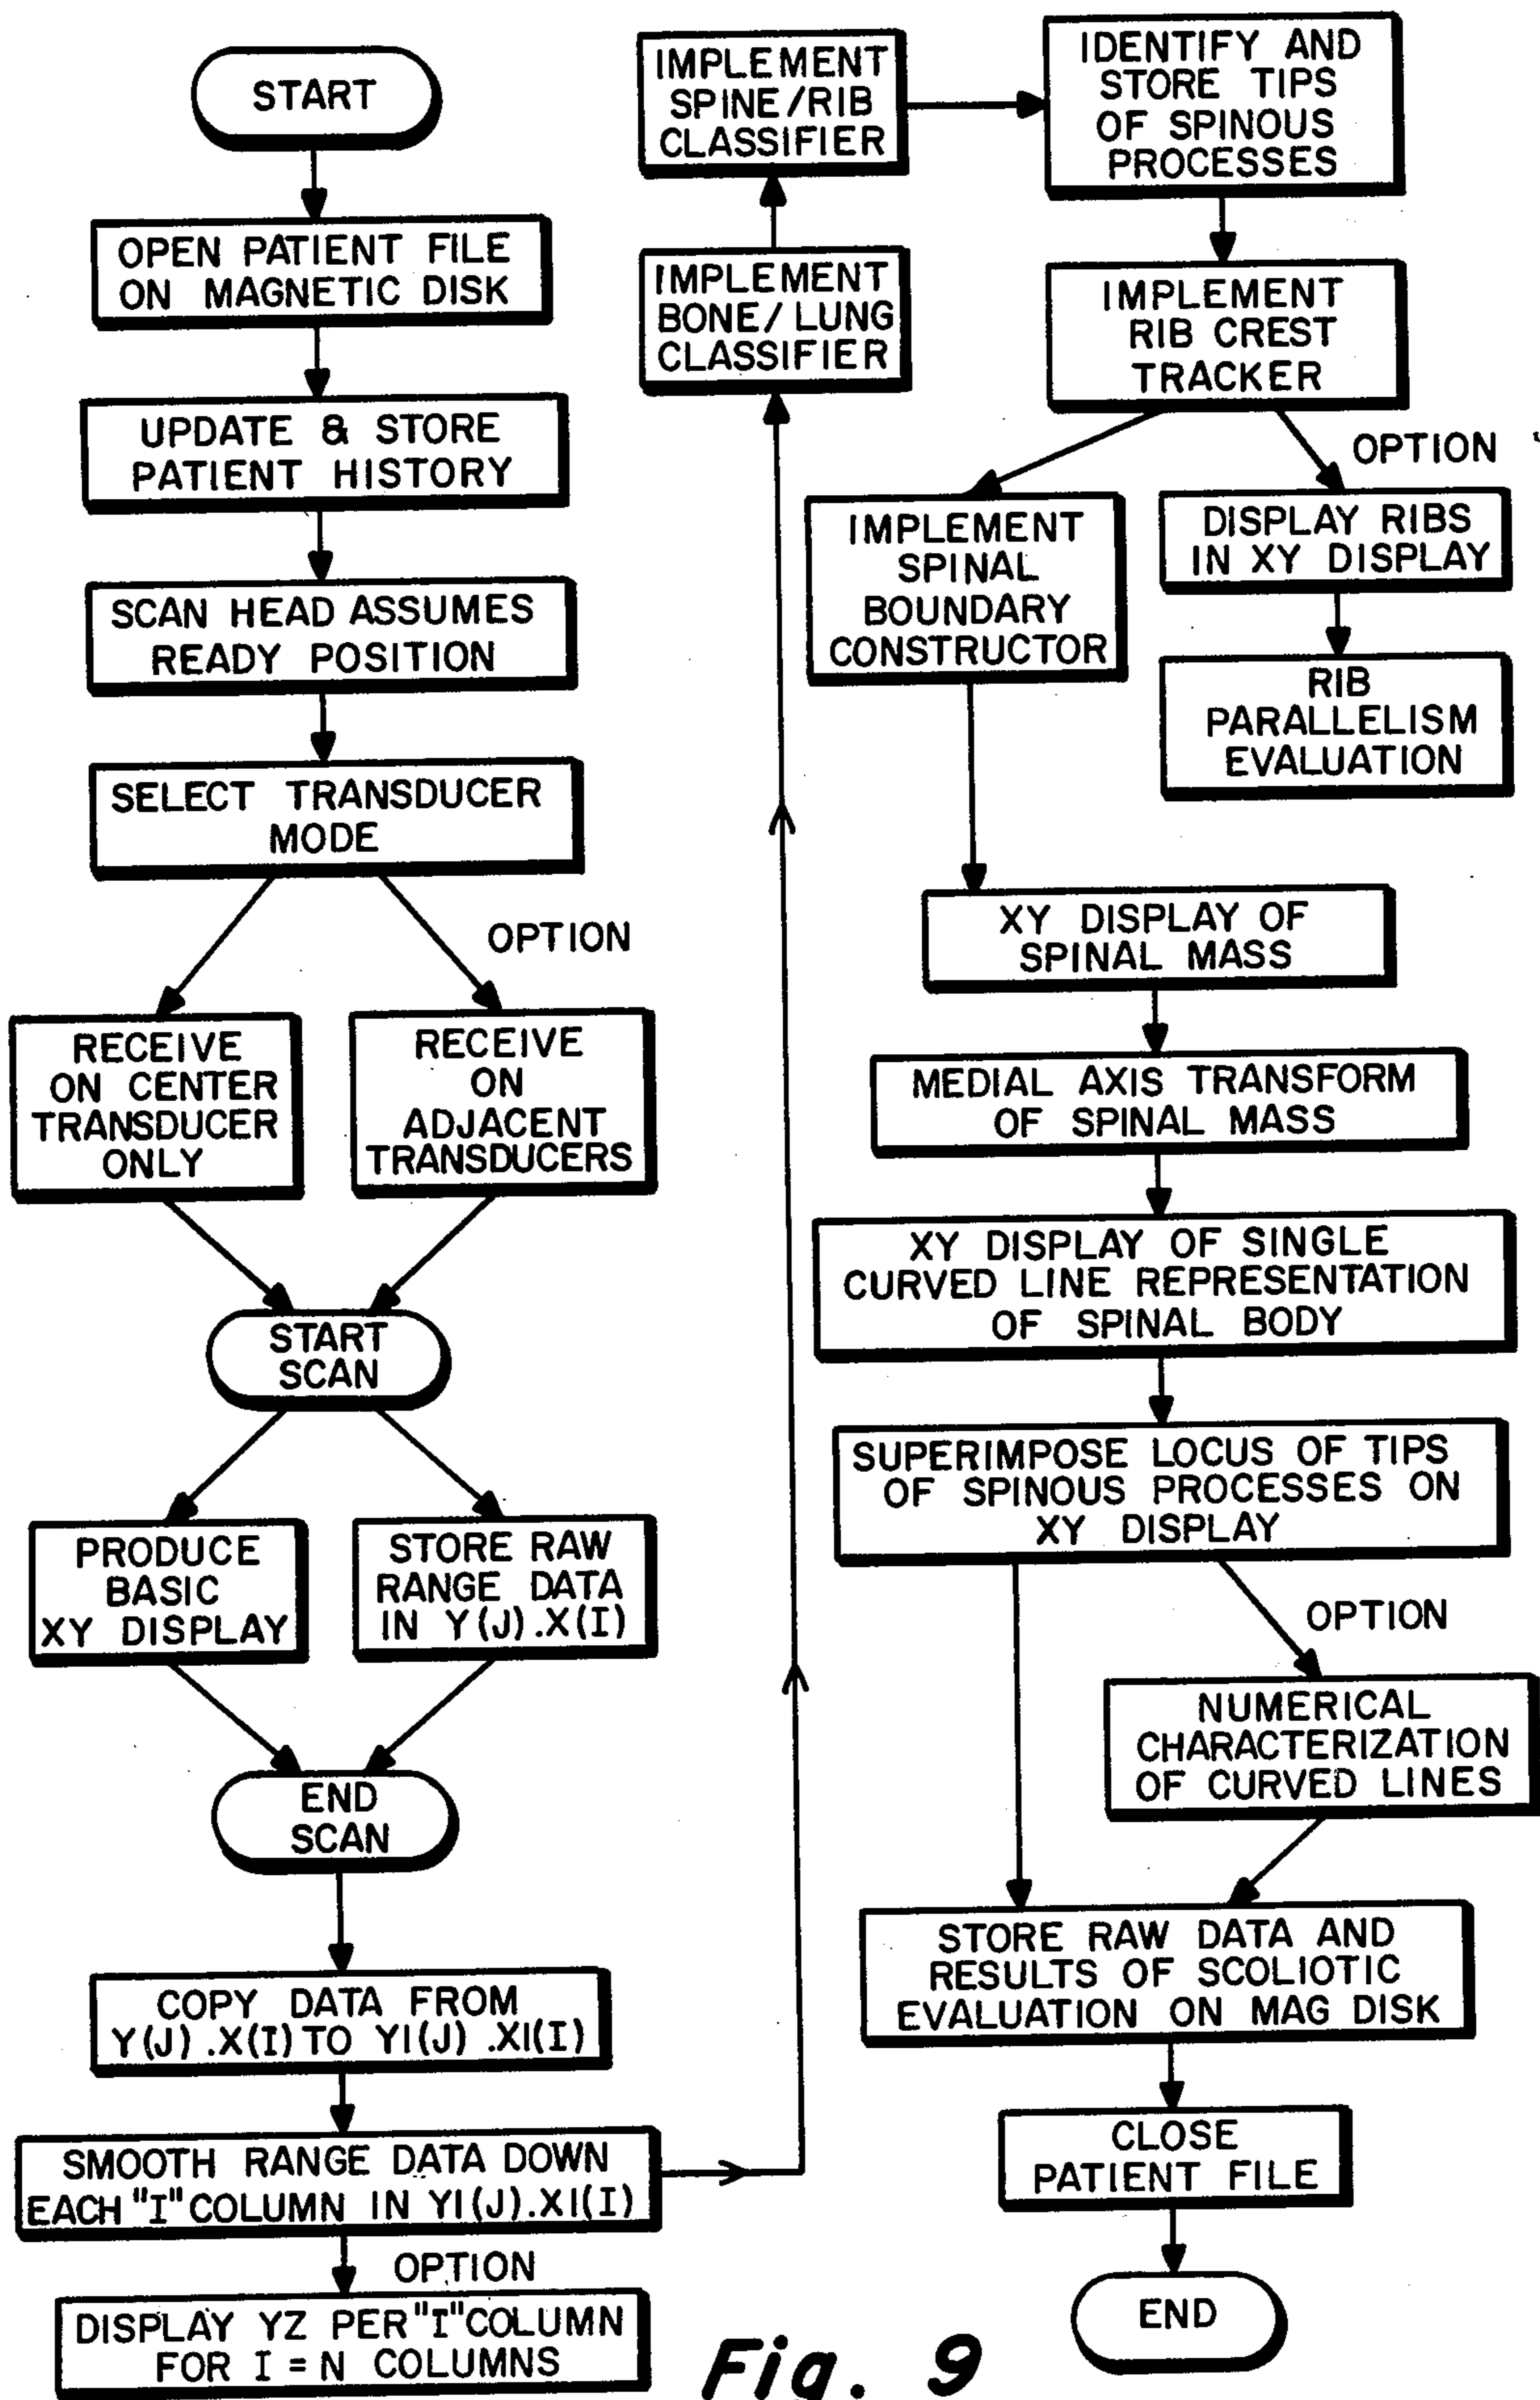 START
OPEN PATIENT FILE
ON MAGNETIC DISK
UPDATE & STORE
PATIENT HISTORY
SCAN HEAD ASSUMES
READY POSITION
SELECT TRANSDUCER
MODE
OPTION
RECEIVE
ON CENTER
TRANSDUCER
ONLY
RECEIVE
ON
ADJACENT
TRANSDUCERS
START
SCAN
PRODUCE
BASIC
XY DISPLAY
STORE RAW
RANGE DATA
IN Y(J).X(I)
END
SCAN
COPY DATA FROM
Y(J).X(I) TO Y1(J).X1(I)
SMOOTH RANGE DATA DOWN
EACH "I" COLUMN IN Y1(J).X1(I)
OPTION
DISPLAY YZ PER "I" COLUMN
FOR I = N COLUMNS
IMPLEMENT
BONE/LUNG
CLASSIFIER
IMPLEMENT
SPINE/RIB
CLASSIFIER
IDENTIFY AND
STORE TIPS
OF SPINOUS
PROCESSES
IMPLEMENT
RIB CREST
TRACKER
OPTION
IMPLEMENT
SPINAL
BOUNDARY
CONSTRUCTOR
DISPLAY RIBS
IN XY DISPLAY
RIB
PARALLELISM
EVALUATION
XY DISPLAY OF
SPINAL MASS
MEDIAL AXIS TRANSFORM
OF SPINAL MASS
XY DISPLAY OF SINGLE
CURVED LINE REPRESENTATION
OF SPINAL BODY
SUPERIMPOSE LOCUS OF TIPS
OF SPINOUS PROCESSES ON
XY DISPLAY
OPTION
NUMERICAL
CHARACTERIZATION
OF CURVED LINES
STORE RAW DATA AND
RESULTS OF SCOLIOTIC
EVALUATION ON MAG DISK
CLOSE
PATIENT FILE
END
Fig. 9